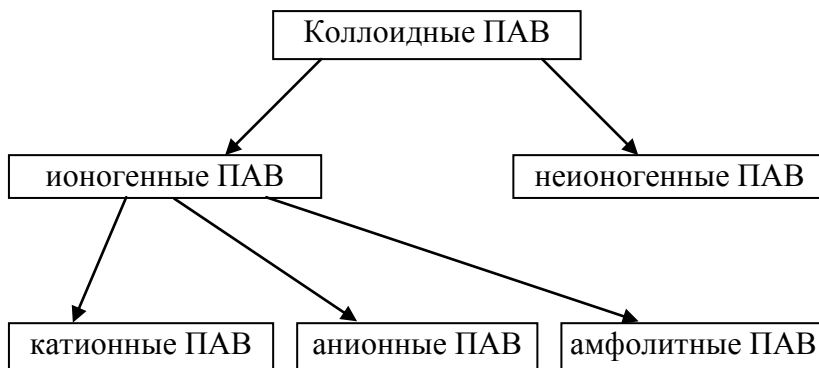 Коллоидные ПАВ
ионогенные ПАВ
неионогенные ПАВ
катионные ПАВ
анионные ПАВ
амфолитные ПАВ